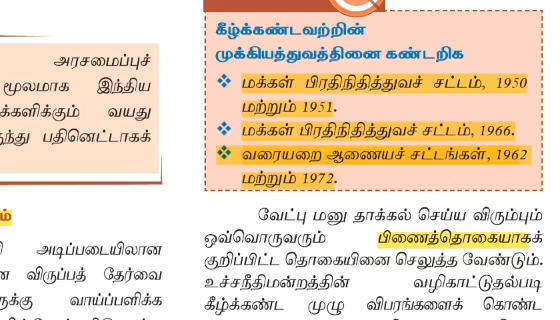 அரசமைப்புச்
மூலமாக இந்திய
க்களிக்கும் வயது
ந்து பதினெட்டாகக்
ம்
அடிப்படையிலான
ன விருப்பத் தேர்வை
ருக்கு வாய்ப்பளிக்க
கீழ்க்கண்டவற்றின்
முக்கியத்துவத்தினை கண்டறிக
❖ மக்கள் பிரதிநிதித்துவச் சட்டம், 1950
மற்றும் 1951.
❖ மக்கள் பிரதிநிதித்துவச் சட்டம், 1966.
❖ வரையறை ஆணையச் சட்டங்கள், 1962
மற்றும் 1972.
வேட்பு மனு தாக்கல் செய்ய விரும்பும்
ஒவ்வொருவரும் பிணைத்தொகையாகக்
குறிப்பிட்ட தொகையினை செலுத்த வேண்டும்.
உச்சநீதிமன்றத்தின் வழிகாட்டுதல்படி
கீழ்க்கண்ட முழு விபரங்களைக் கொண்ட